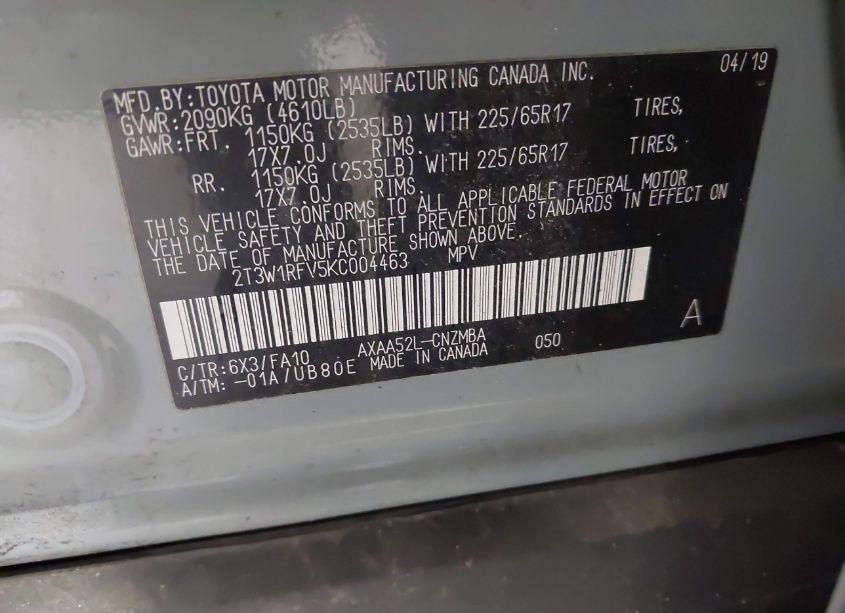 MFD.BY:TOYOTA MOTOR MANUFACTURING CANADA INC. 04/19
GVWR:2090KG (4610LB)
GAWR:FRT. 1150KG (2535LB) WITH 225/65R17 TIRES,
17X7.0J RIMS.
RR. 1150KG (2535LB) WITH 225/65R17 TIRES,
17X7.0J RIMS.
THIS VEHICLE CONFORMS TO ALL APPLICABLE FEDERAL MOTOR
VEHICLE SAFETY AND THEFT PREVENTION STANDARDS IN EFFECT ON
THE DATE OF MANUFACTURE SHOWN ABOVE.
2T3W1RFV5KC004463 MPV
A
C/TR:6X3/FA10 AXAA52L-CNZMBA 050
A/TM:-01A/UB80E MADE IN CANADA